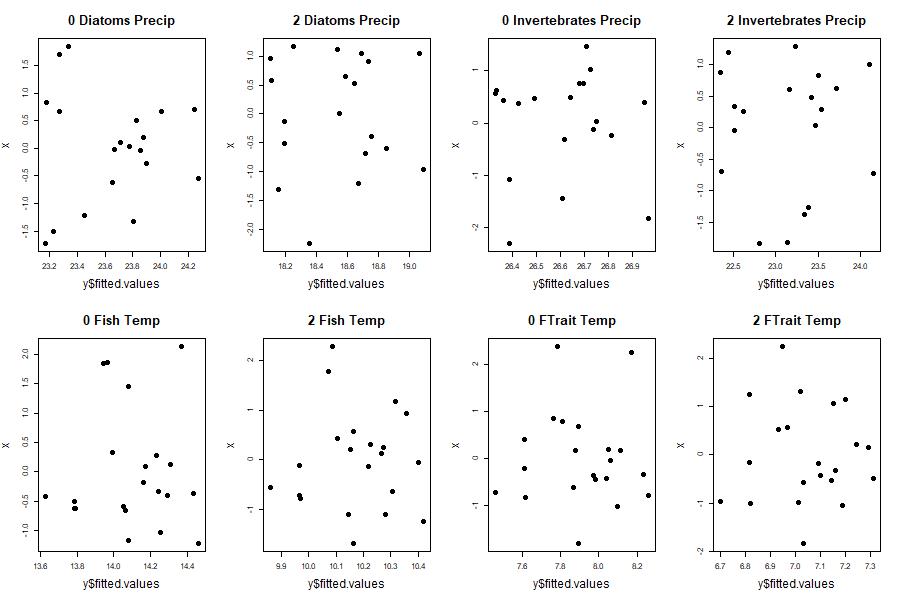 0 Diatoms Precip
2 Diatoms Precip
0 Invertebrates Precip
2 Invertebrates Precip
X
1.5
1.0
0.5
0.0
-0.5
-1.0
-1.5
23.2 23.4 23.6 23.8 24.0 24.2
y$fitted.values
X
1.0
0.5
0.0
-0.5
-1.0
-1.5
-2.0
18.2 18.4 18.6 18.8 19.0
y$fitted.values
X
1
0
-1
-2
26.4 26.5 26.6 26.7 26.8 26.9
y$fitted.values
X
1.0
0.5
0.0
-0.5
-1.0
-1.5
22.5 23.0 23.5 24.0
y$fitted.values
0 Fish Temp
2 Fish Temp
0 FTrait Temp
2 FTrait Temp
X
2.0
1.5
1.0
0.5
0.0
-0.5
-1.0
13.6 13.8 14.0 14.2 14.4
y$fitted.values
X
2
1
0
-1
9.9 10.0 10.1 10.2 10.3 10.4
y$fitted.values
X
2
1
0
-1
7.6 7.8 8.0 8.2
y$fitted.values
X
2
1
0
-1
-2
6.7 6.8 6.9 7.0 7.1 7.2 7.3
y$fitted.values